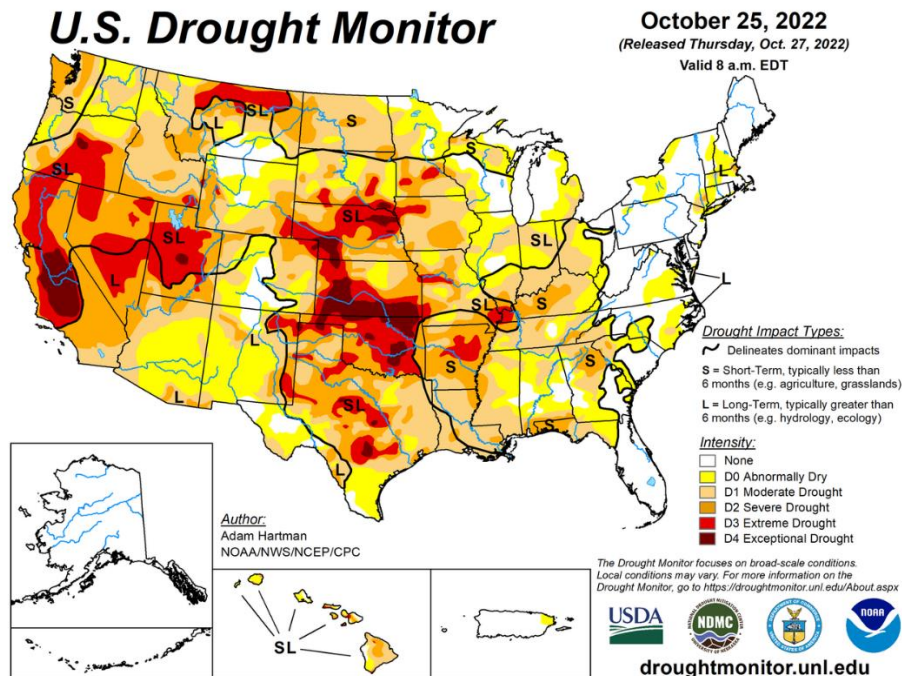 U.S. Drought Monitor
October 25, 2022
(Released Thursday, Oct. 27, 2022)
Valid 8 a.m. EDT
S
SL
L
SL
S
S
SL
SL
L
SL
L
SL
SL
S
L
L
L
S
S
SL
L
S
L
Drought Impact Types:
Delineates dominant impacts
S = Short-Term, typically less than
6 months (e.g. agriculture, grasslands)
L = Long-Term, typically greater than
6 months (e.g. hydrology, ecology)
Intensity:
None
D0 Abnormally Dry
D1 Moderate Drought
D2 Severe Drought
D3 Extreme Drought
D4 Exceptional Drought
Author:
Adam Hartman
NOAA/NWS/NCEP/CPC
SL
The Drought Monitor focuses on broad-scale conditions.
Local conditions may vary. For more information on the
Drought Monitor, go to https://droughtmonitor.unl.edu/About.aspx
USDA
NDMC
NOAA
droughtmonitor.unl.edu